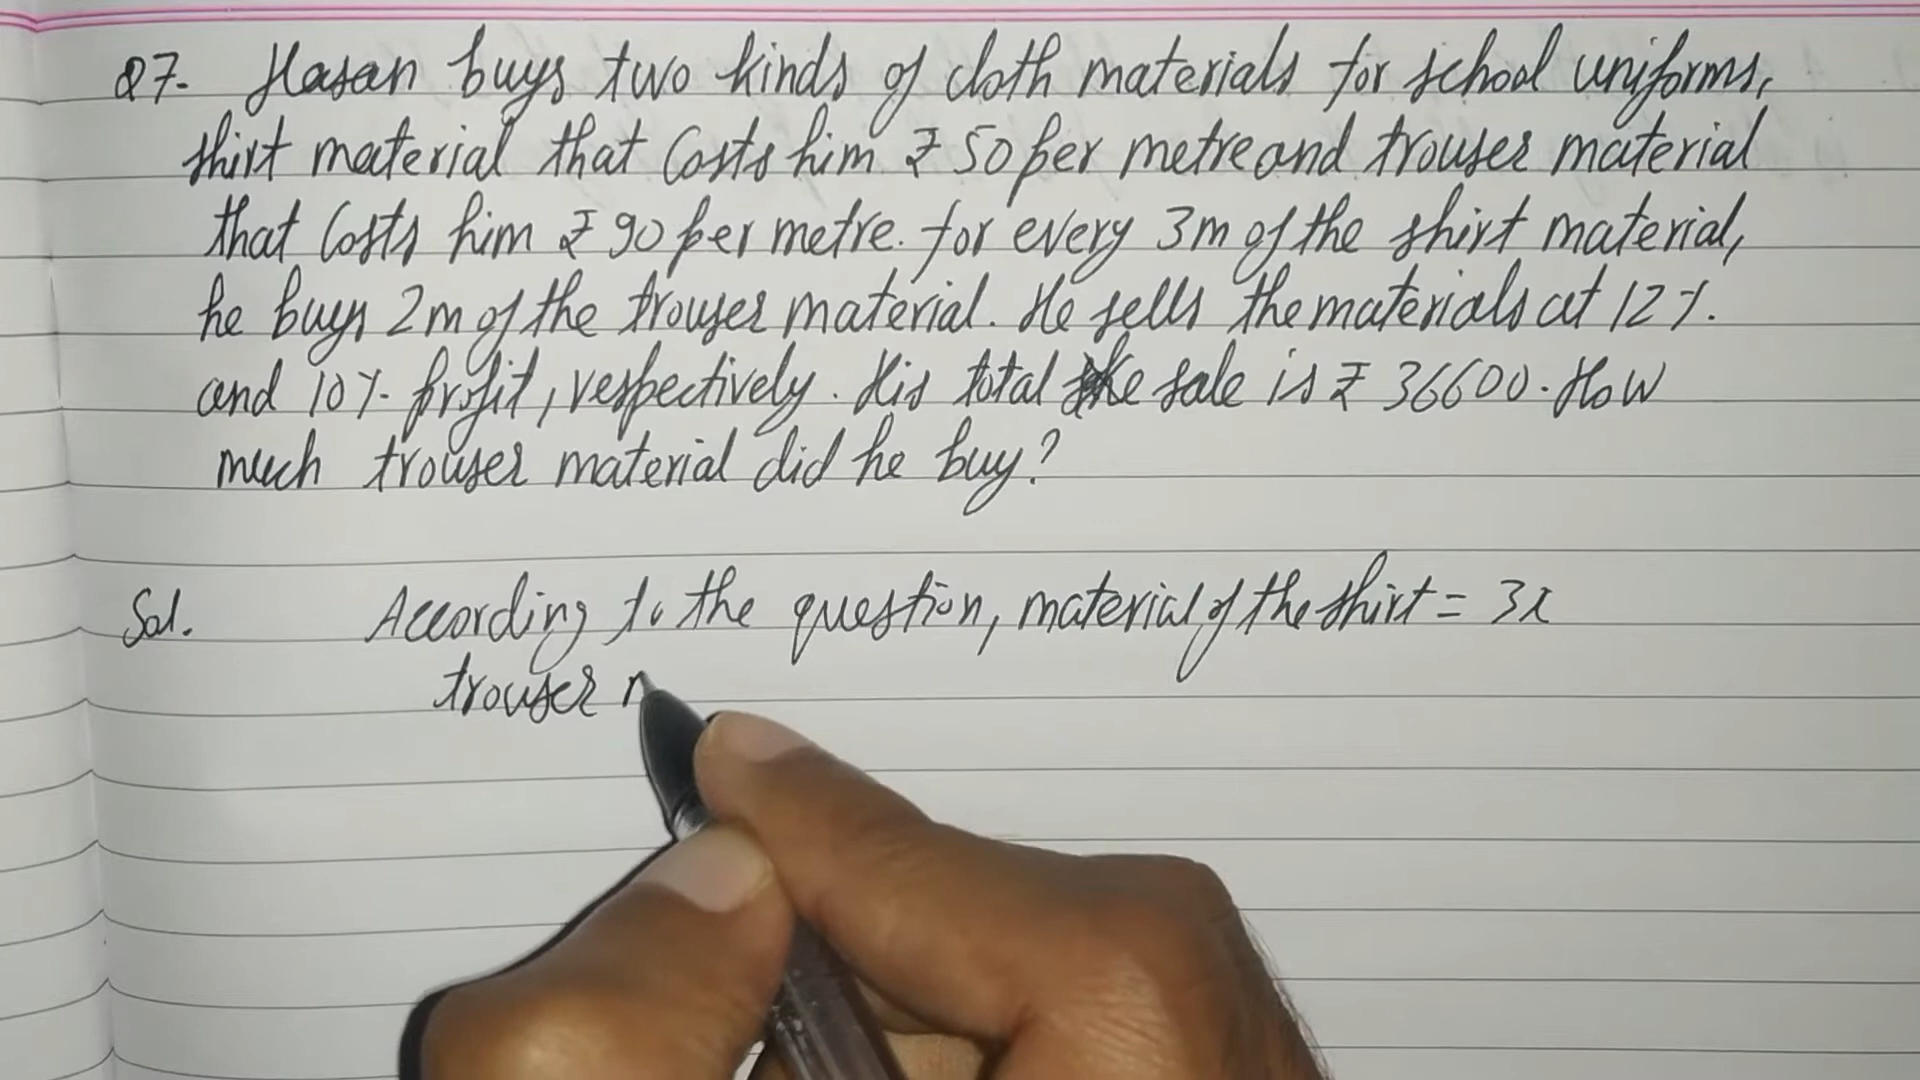 Q7. Hasan buys two kinds of cloth materials for school uniforms,
shirt material that Costs him ₹ 50 per metre and trouser material
that Costs him ₹ 90 per metre. for every 3m of the shirt material,
he buys 2m of the trouser material. He sells the materials at 12%.
and 10% profit, respectively. His total sale is ₹ 36600. How
much trouser material did he buy?
Sol. According to the question, material of the shirt = 3x
trouser